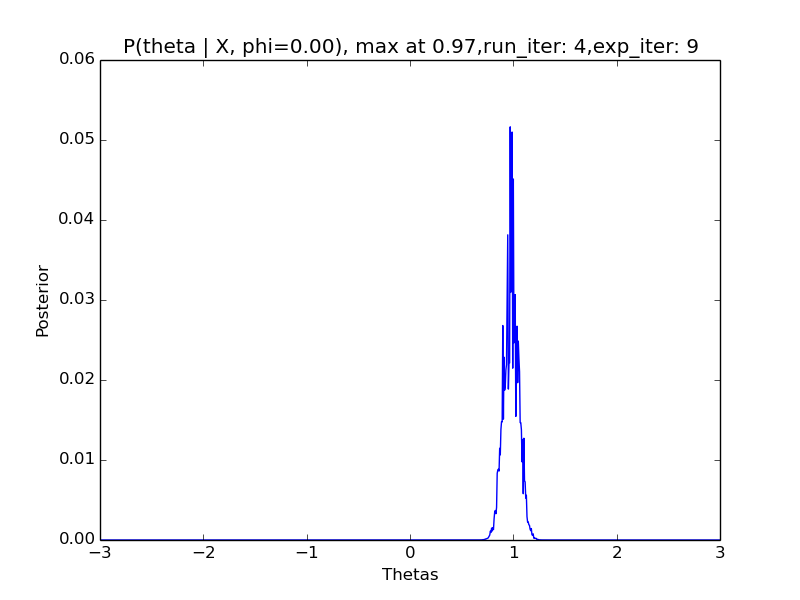 P(theta | X, phi=0.00), max at 0.97,run_iter: 4,exp_iter: 9
0.06
0.05
0.04
0.03
0.02
0.01
0.00
Posterior
−3 −2 −1 0 1 2 3
Thetas